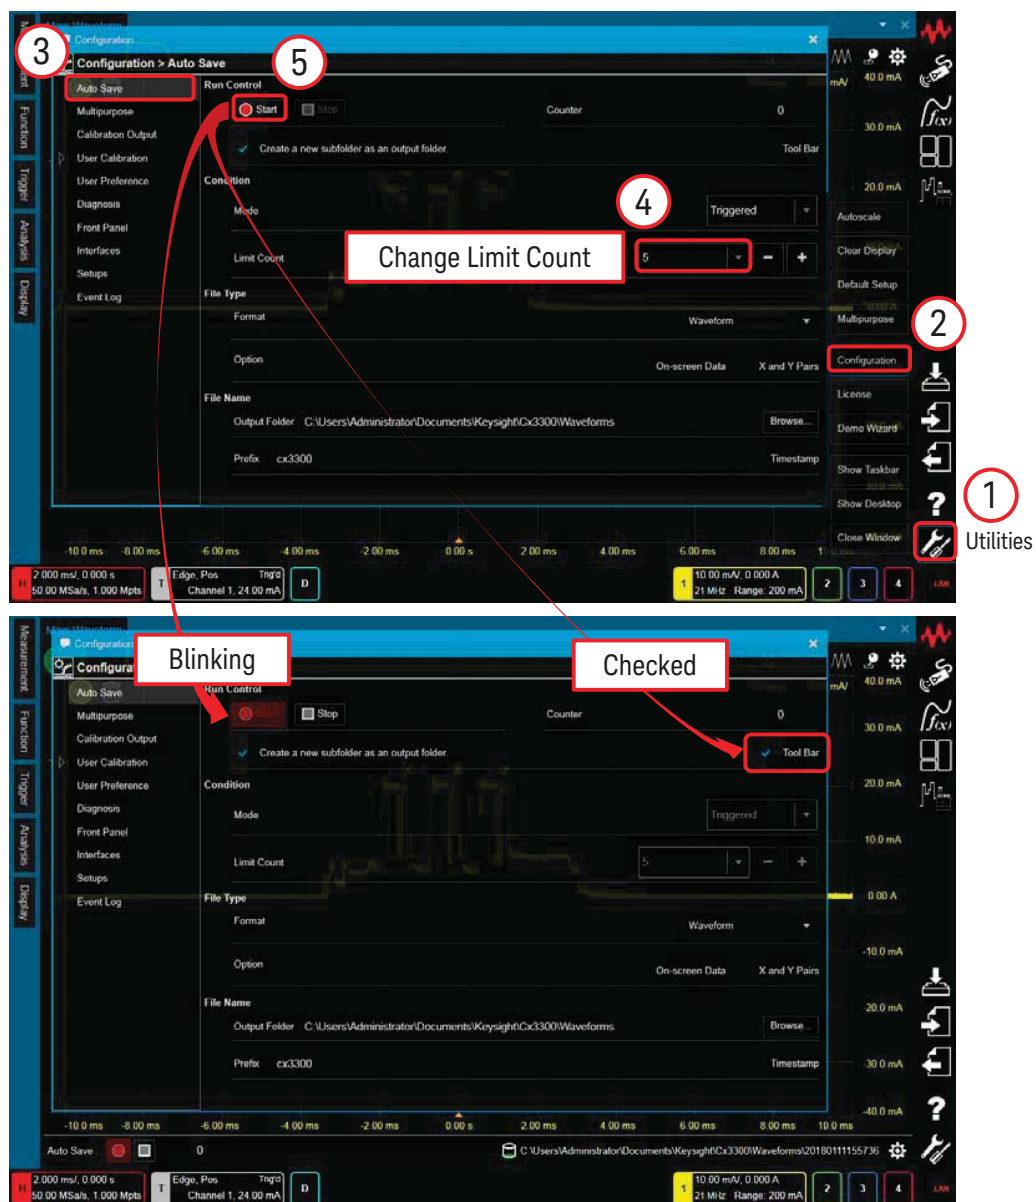 Main Waveform
Configuration
3
Configuration > Auto Save
5
Auto Save
Multipurpose
Calibration Output
User Calibration
User Preference
Diagnosis
Front Panel
Interfaces
Setups
Event Log
Function
Trigger
Analysis
Display
Run Control
Start
Stop
Counter
0
Create a new subfolder as an output folder.
Tool Bar
Condition
Mode
Triggered
4
Change Limit Count
Limit Count
5
File Type
Format
Waveform
Option
On-screen Data
X and Y Pairs
File Name
Output Folder C:\Users\Administrator\Documents\Keysight\Cx3300\Waveforms
Browse...
Prefix cx3300
Timestamp
mA/
40.0 mA
30.0 mA
20.0 mA
f(x)
Autoscale
Clear Display
Default Setup
Multipurpose
2
Configuration
License
Demo Wizard
Show Taskbar
Show Desktop
Close Window
?
1
Utilities
-10.0 ms -8.00 ms -6.00 ms -4.00 ms -2.00 ms 0.00 s 2.00 ms 4.00 ms 6.00 ms 8.00 ms 1
H
2.000 ms/, 0.000 s
50.00 MSa/s, 1.000 Mpts
T
Edge, Pos Trig'd
Channel 1, 24.00 mA
D
1
10.00 mA/, 0.000 A
21 MHz Range: 200 mA
2
3
4
LAN
Configuration
Configura
Blinking
Checked
Measurement
Function
Trigger
Analysis
Display
Auto Save
Multipurpose
Calibration Output
User Calibration
User Preference
Diagnosis
Front Panel
Interfaces
Setups
Event Log
Run Control
Stop
Counter
0
Create a new subfolder as an output folder.
Tool Bar
Condition
Mode
Triggered
Limit Count
5
File Type
Format
Waveform
Option
On-screen Data
X and Y Pairs
File Name
Output Folder C:\Users\Administrator\Documents\Keysight\Cx3300\Waveforms
Browse...
Prefix cx3300
Timestamp
mA/
40.0 mA
30.0 mA
20.0 mA
10.0 mA
0.00 A
-10.0 mA
-20.0 mA
-30.0 mA
-40.0 mA
f(x)
?
-10.0 ms -8.00 ms -6.00 ms -4.00 ms -2.00 ms 0.00 s 2.00 ms 4.00 ms 6.00 ms 8.00 ms 10.0 ms
Auto Save
0
C:\Users\Administrator\Documents\Keysight\Cx3300\Waveforms\20180111155736
H
2.000 ms/, 0.000 s
50.00 MSa/s, 1.000 Mpts
T
Edge, Pos Trig'd
Channel 1, 24.00 mA
D
1
10.00 mA/, 0.000 A
21 MHz Range: 200 mA
2
3
4
LAN